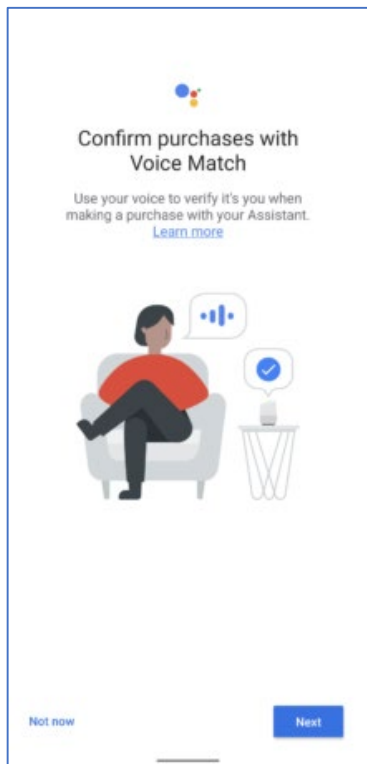 Confirm purchases with
Voice Match
Use your voice to verify it's you when
making a purchase with your Assistant.
Learn more
Not now
Next